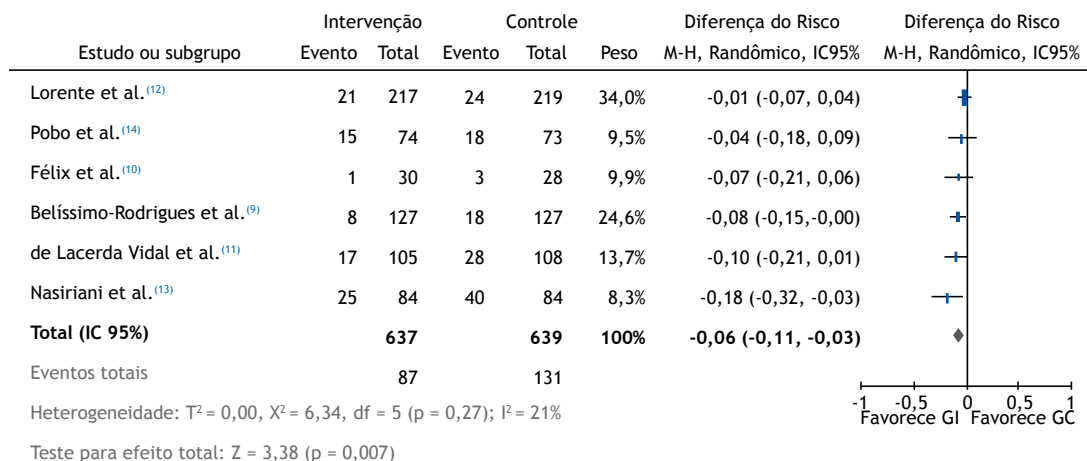 Intervenção Controle Diferença do Risco Diferença do Risco
Estudo ou subgrupo Evento Total Evento Total Peso M-H, Randômico, IC95% M-H, Randômico, IC95%
Lorente et al.(12) 21 217 24 219 34,0% -0,01 (-0,07, 0,04)
Pobo et al.(14) 15 74 18 73 9,5% -0,04 (-0,18, 0,09)
Félix et al.(10) 1 30 3 28 9,9% -0,07 (-0,21, 0,06)
Belíssimo-Rodrigues et al.(9) 8 127 18 127 24,6% -0,08 (-0,15,-0,00)
de Lacerda Vidal et al.(11) 17 105 28 108 13,7% -0,10 (-0,21, 0,01)
Nasiriani et al.(13) 25 84 40 84 8,3% -0,18 (-0,32, -0,03)
Total (IC 95%) 637 639 100% -0,06 (-0,11, -0,03)
Eventos totais 87 131
Heterogeneidade: T² = 0,00, X² = 6,34, df = 5 (p = 0,27); I² = 21%
Teste para efeito total: Z = 3,38 (p = 0,007)
-1 -0,5 0 0,5 1
Favorece GI Favorece GC